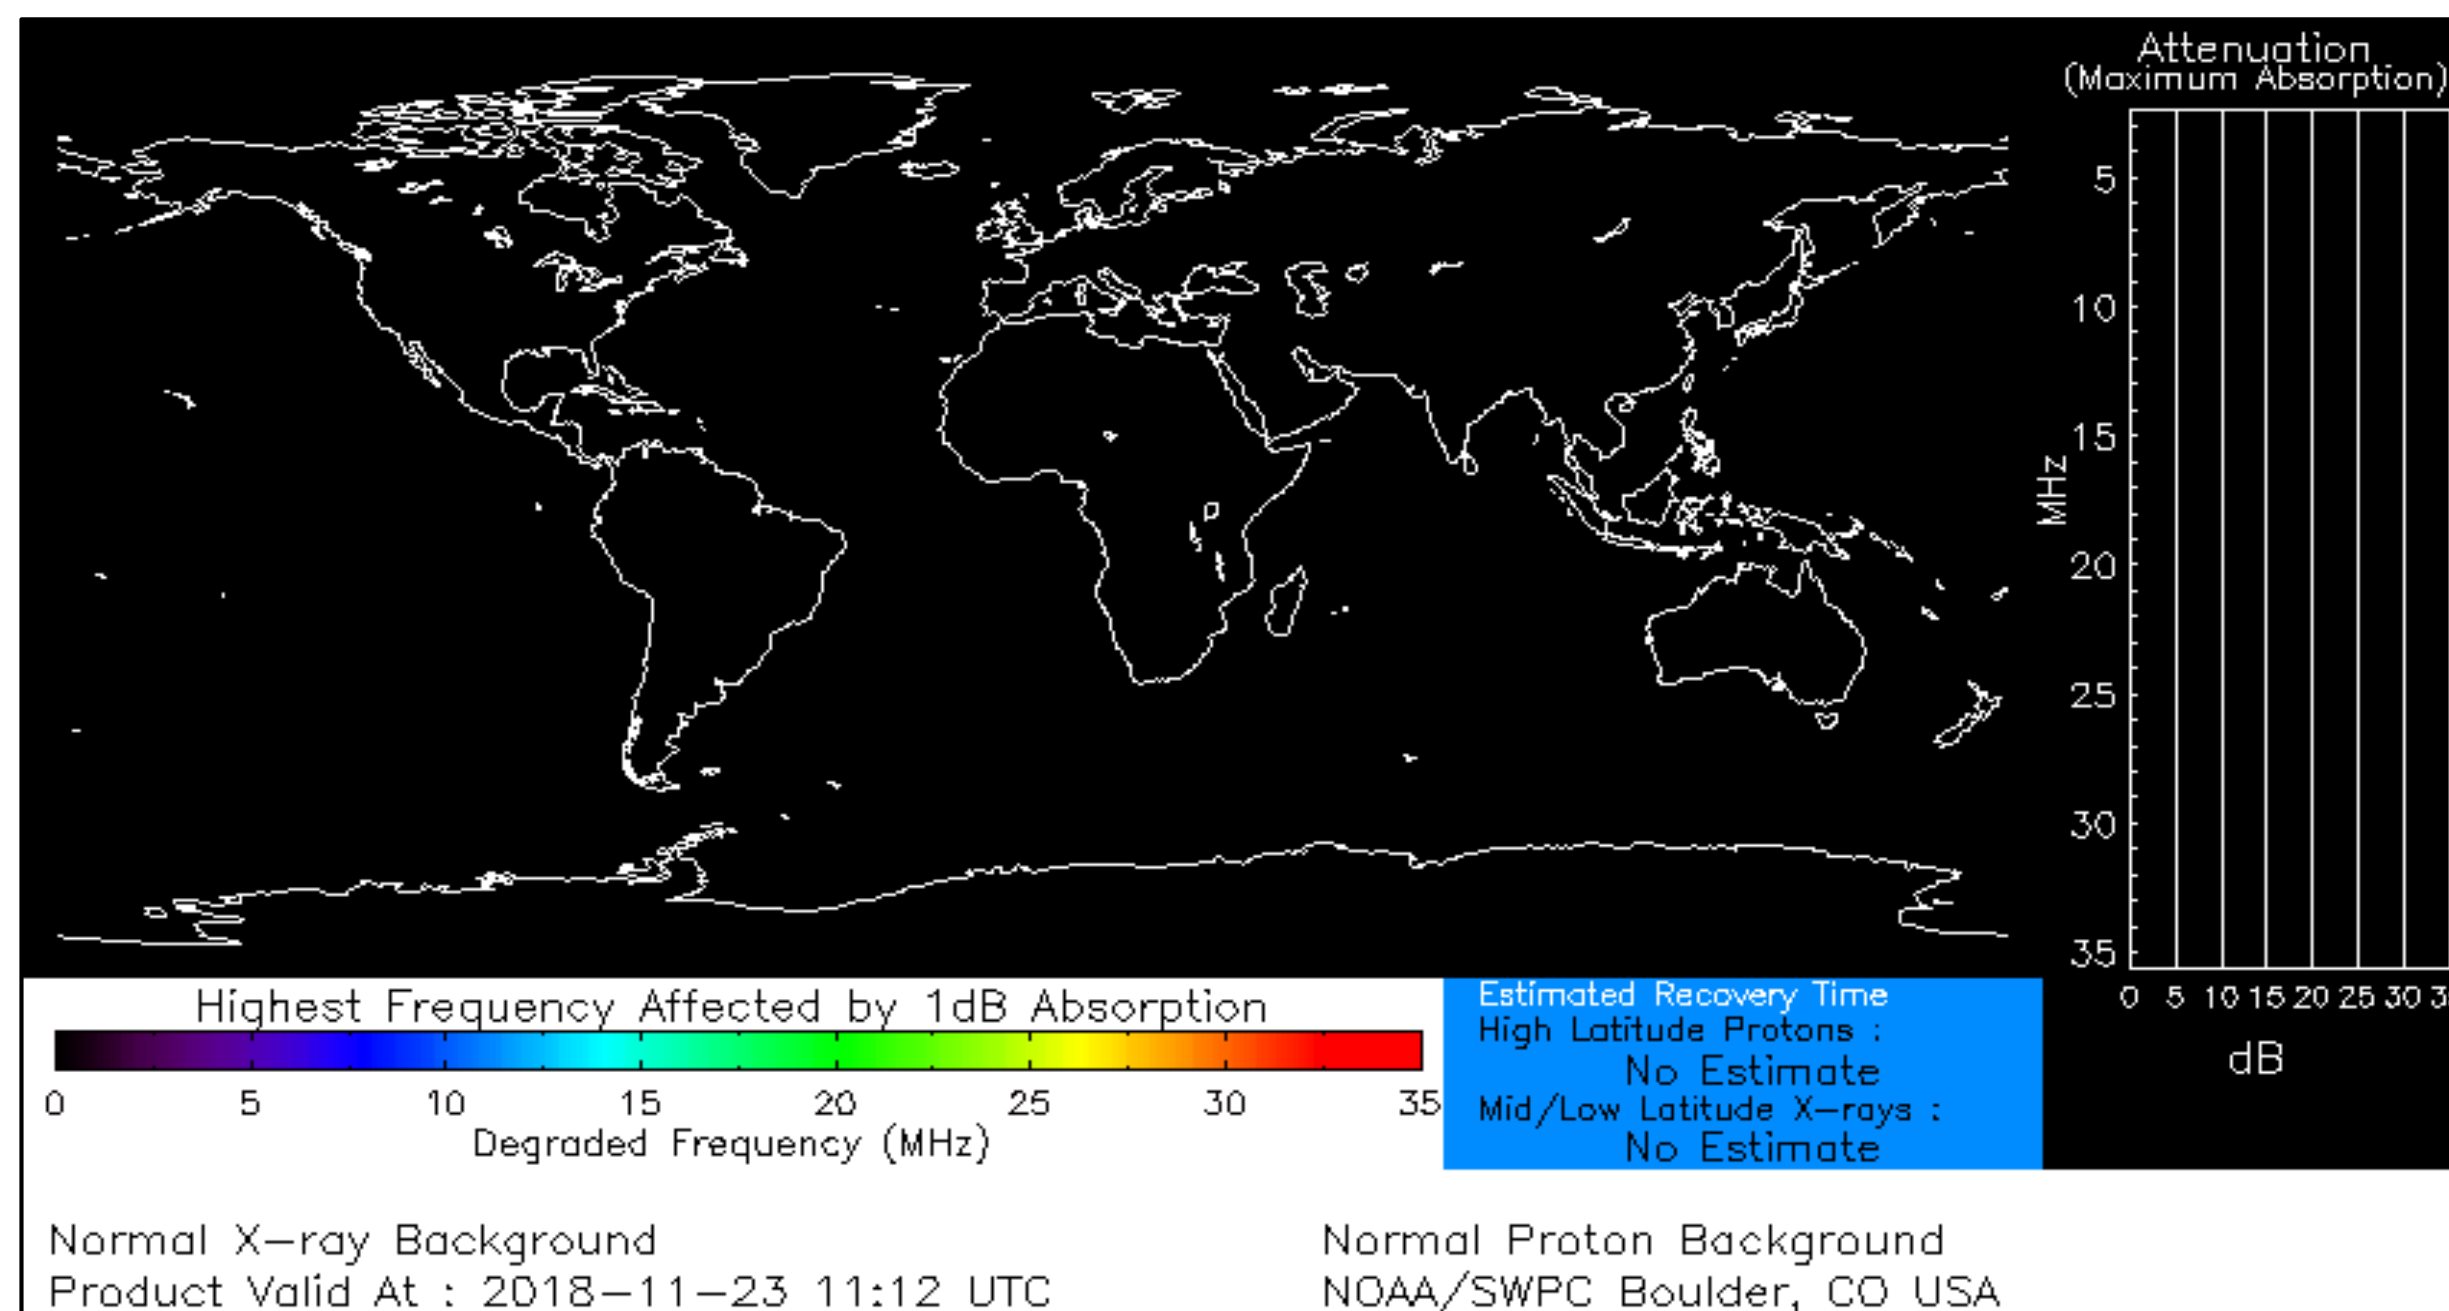 Attenuation
(Maximum Absorption)
5
10
15
20
25
30
35
MHz
0 5 10 15 20 25 30
dB
Highest Frequency Affected by 1dB Absorption
0 5 10 15 20 25 30 35
Degraded Frequency (MHz)
Estimated Recovery Time
High Latitude Protons :
No Estimate
Mid/Low Latitude X-rays :
No Estimate
Normal X-ray Background
Product Valid At : 2018-11-23 11:12 UTC
Normal Proton Background
NOAA/SWPC Boulder, CO USA